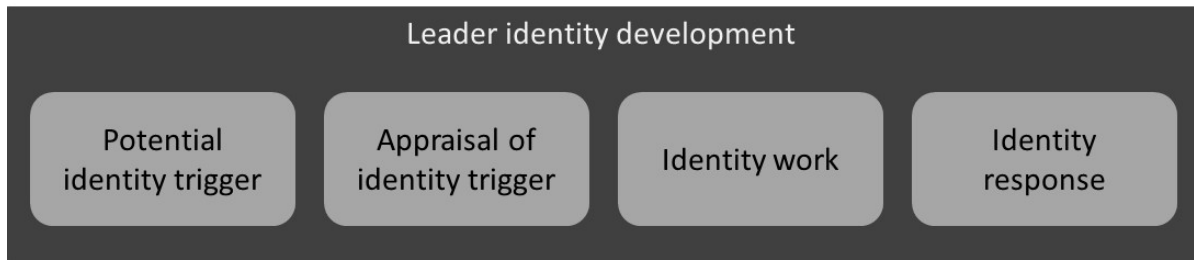 Leader identity development
Potential
identity trigger
Appraisal of
identity trigger
Identity work
Identity
response